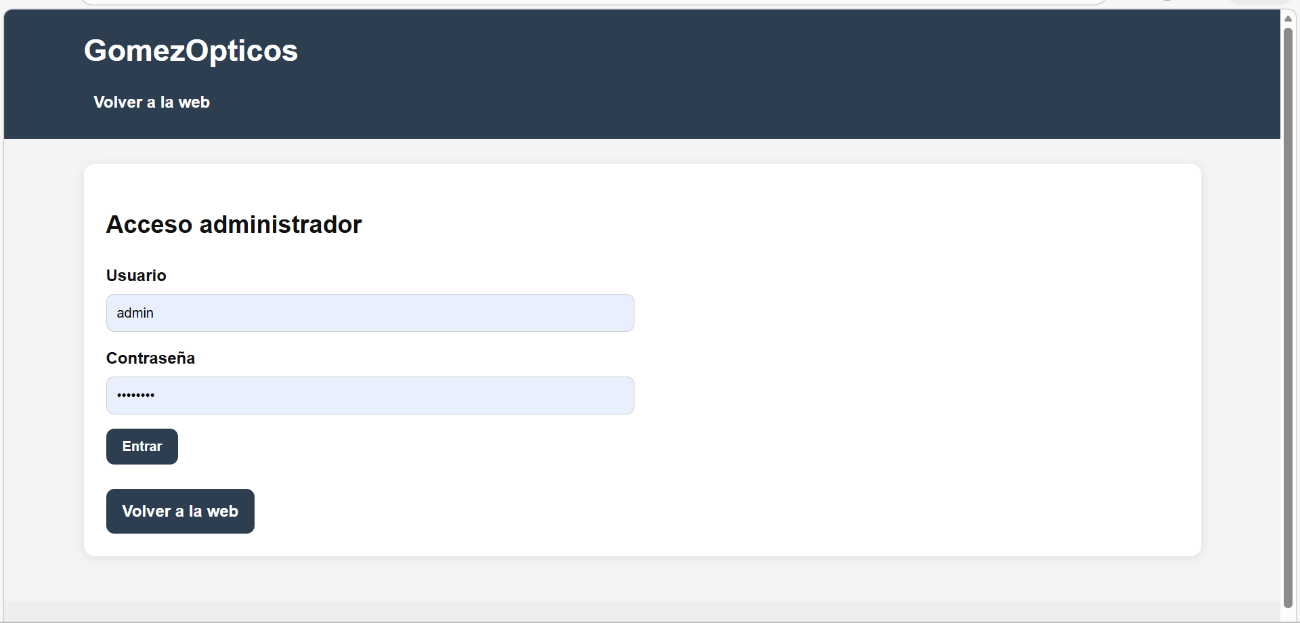 GomezOpticos
Volver a la web
Acceso administrador
Usuario
admin
Contraseña
••••••••
Entrar
Volver a la web